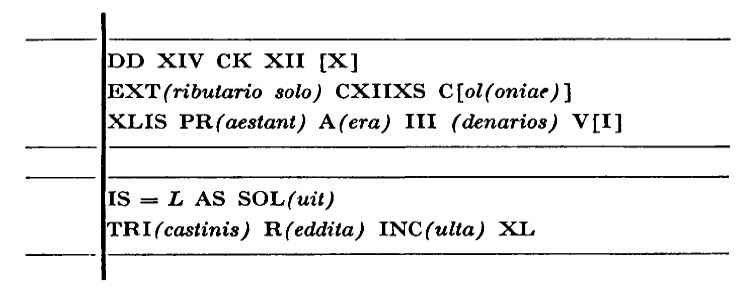 DD XIV CK XII [X]
EXT(ributario solo) CXIIXS C[ol(oniae)]
XLIS PR(aestant) A(era) III (denarios) V[I]
IS = L AS SOL(uit)
TRI(castinis) R(eddita) INC(ulta) XL